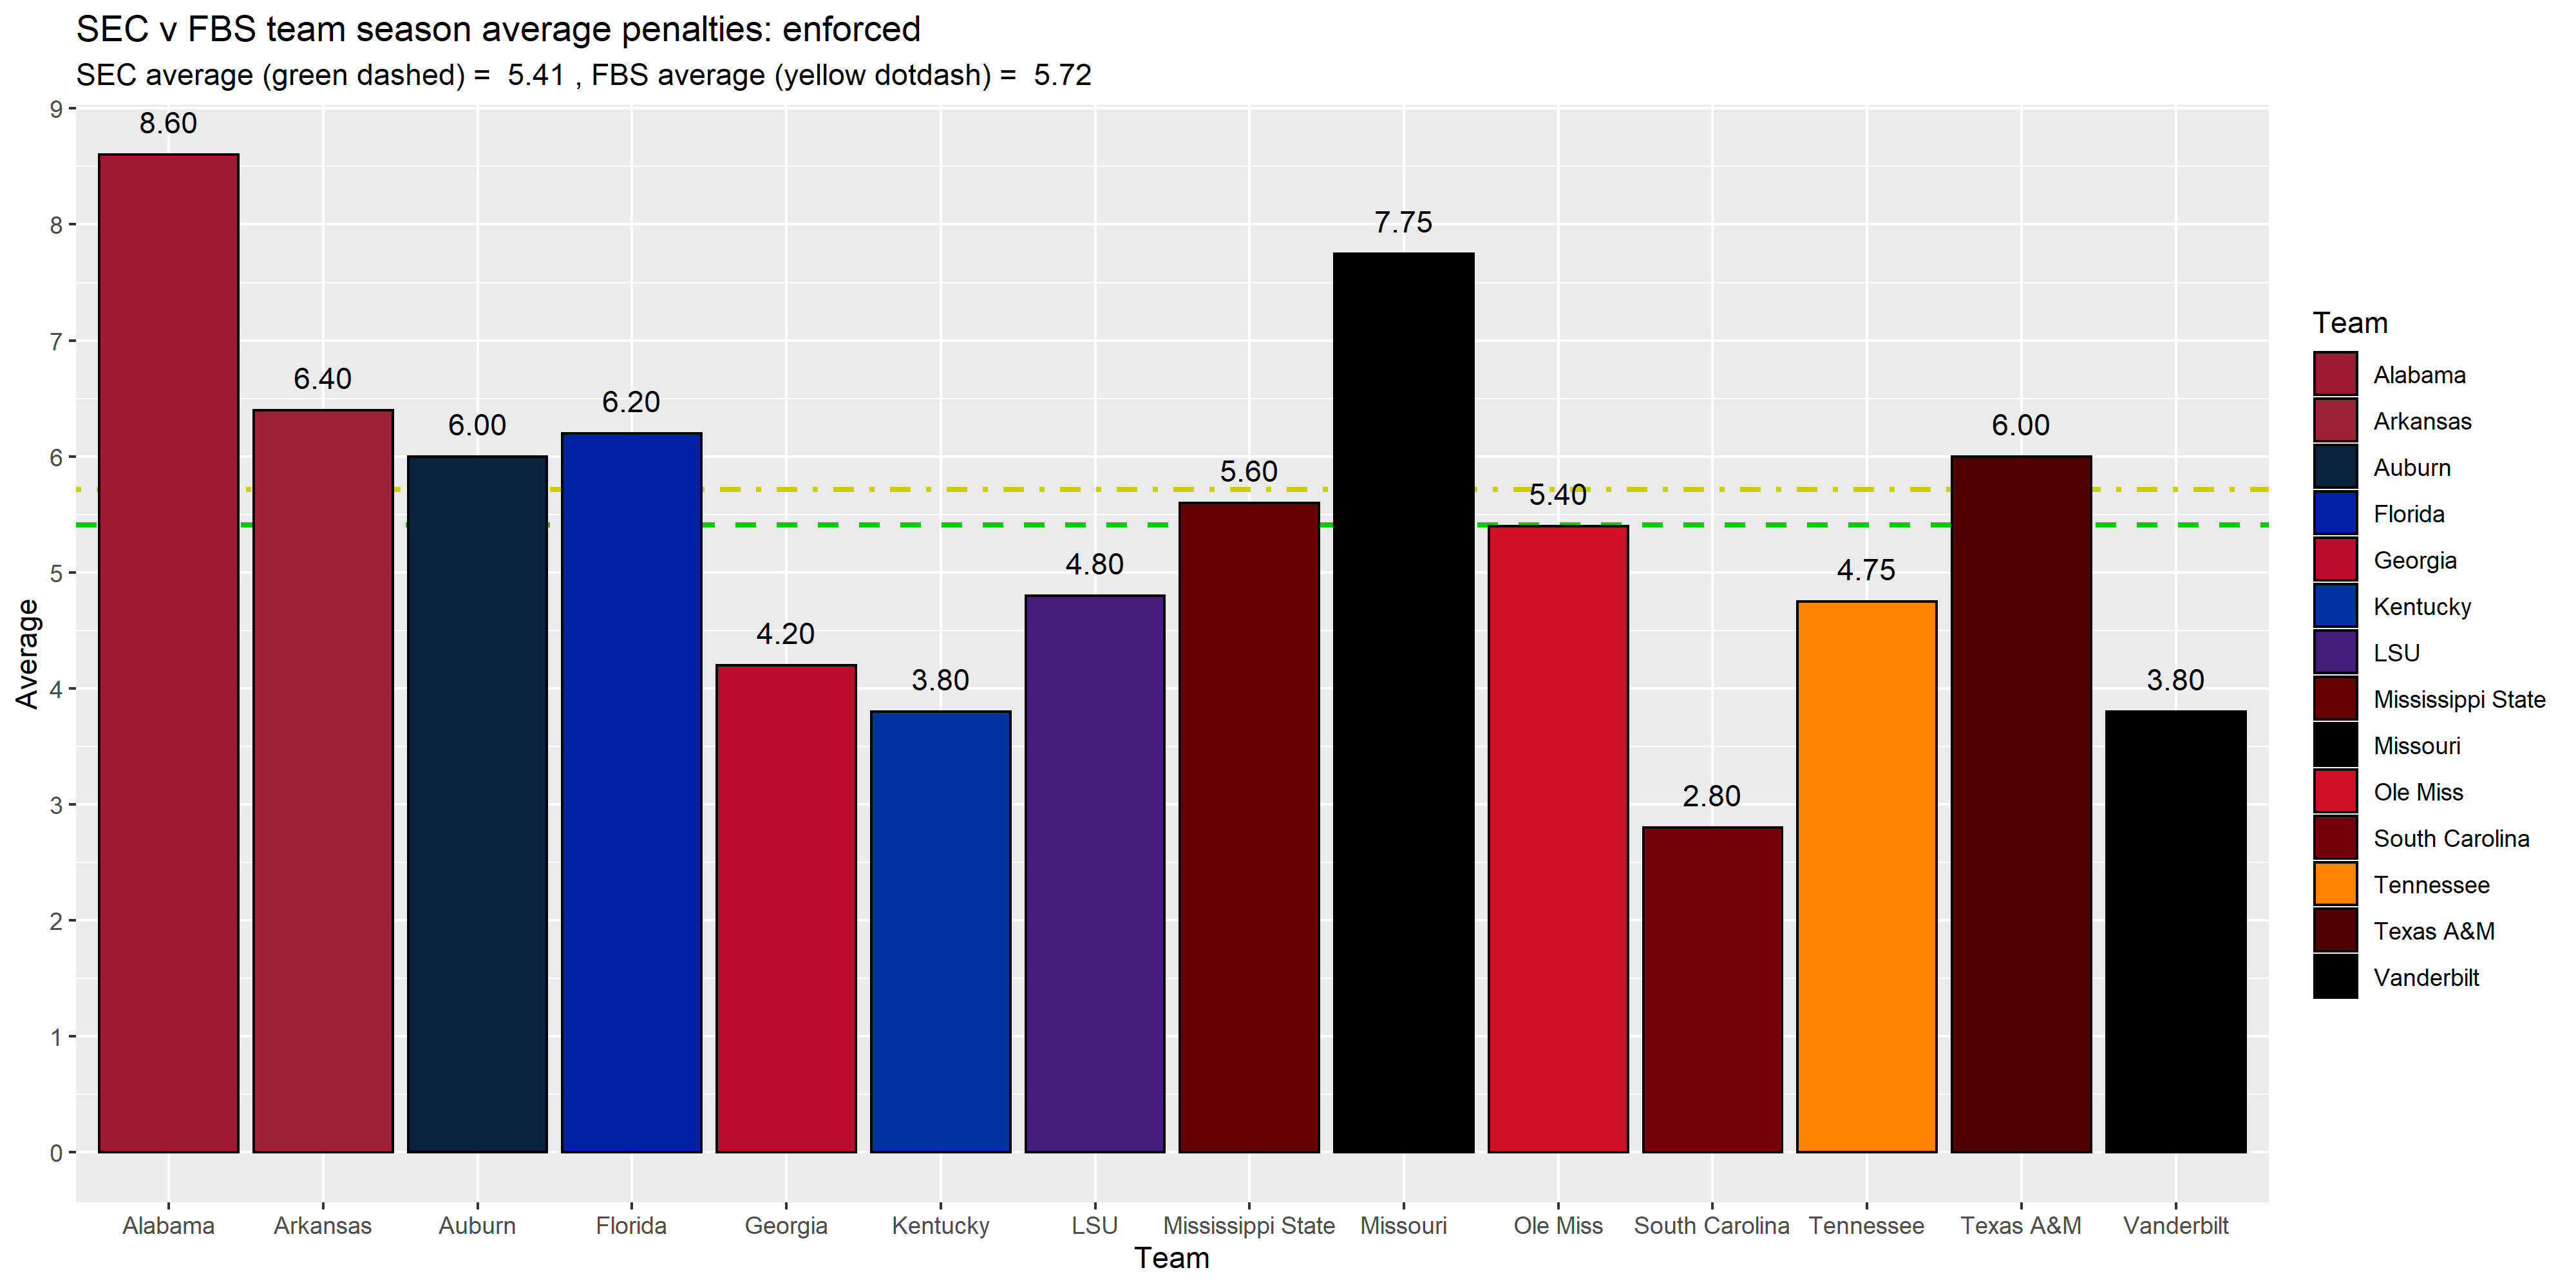 SEC v FBS team season average penalties: enforced
SEC average (green dashed) =  5.41 , FBS average (yellow dotdash) =  5.72
Average
9
8
7
6
5
4
3
2
1
0
8.60
6.40
6.00
6.20
4.20
3.80
4.80
5.60
7.75
5.40
2.80
4.75
6.00
3.80
Alabama
Arkansas
Auburn
Florida
Georgia
Kentucky
LSU
Mississippi State
Missouri
Ole Miss
South Carolina
Tennessee
Texas A&M
Vanderbilt
Team
Team
Alabama
Arkansas
Auburn
Florida
Georgia
Kentucky
LSU
Mississippi State
Missouri
Ole Miss
South Carolina
Tennessee
Texas A&M
Vanderbilt